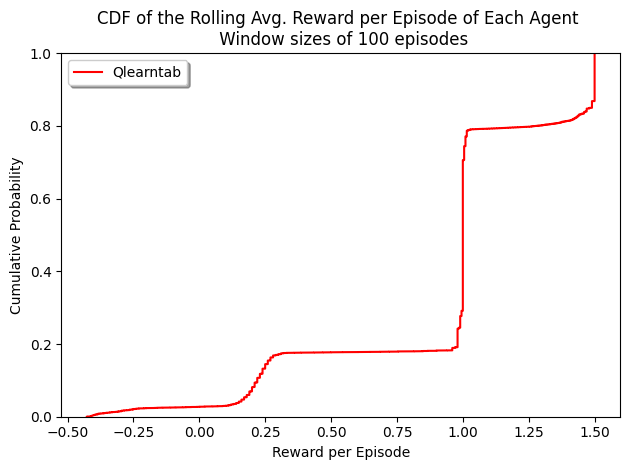 CDF of the Rolling Avg. Reward per Episode of Each Agent
Window sizes of 100 episodes
Qlearntab
Cumulative Probability
1.0
0.8
0.6
0.4
0.2
0.0
−0.50 −0.25 0.00 0.25 0.50 0.75 1.00 1.25 1.50
Reward per Episode